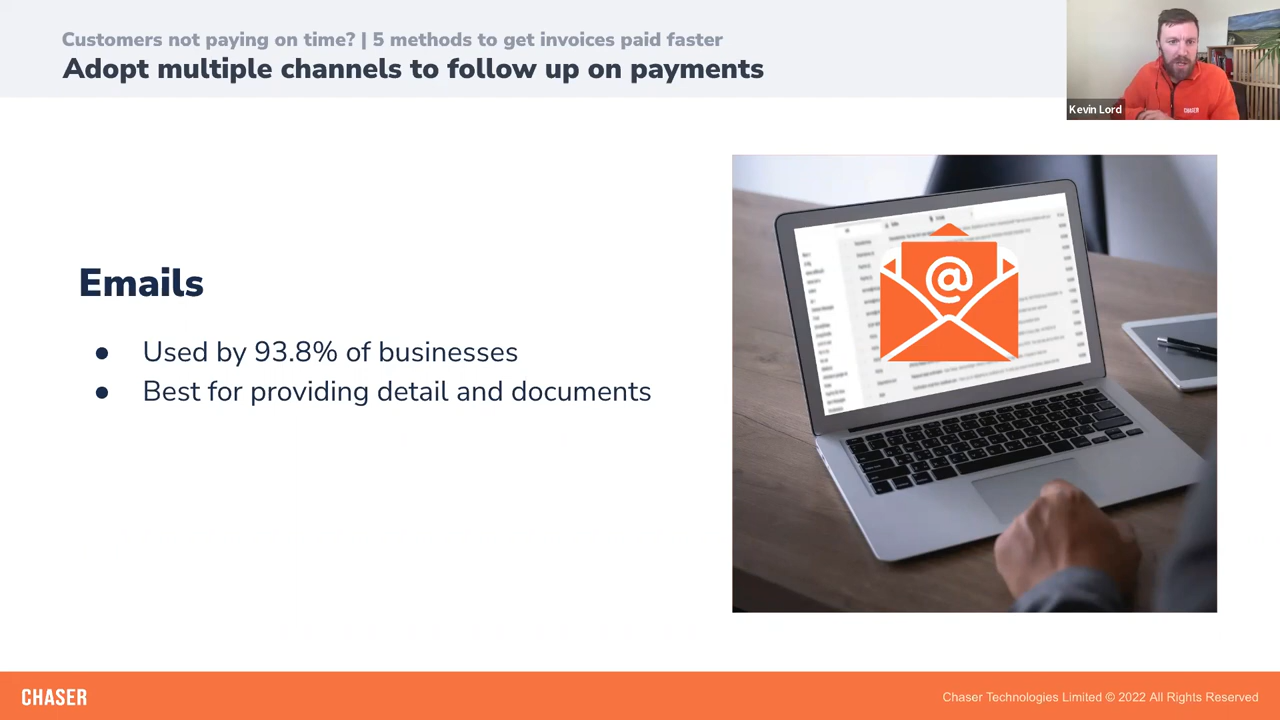 Customers not paying on time? | 5 methods to get invoices paid faster
Adopt multiple channels to follow up on payments
Kevin Lord
CHASER
Emails
● Used by 93.8% of businesses
● Best for providing detail and documents
@
CHASER
Chaser Technologies Limited © 2022 All Rights Reserved